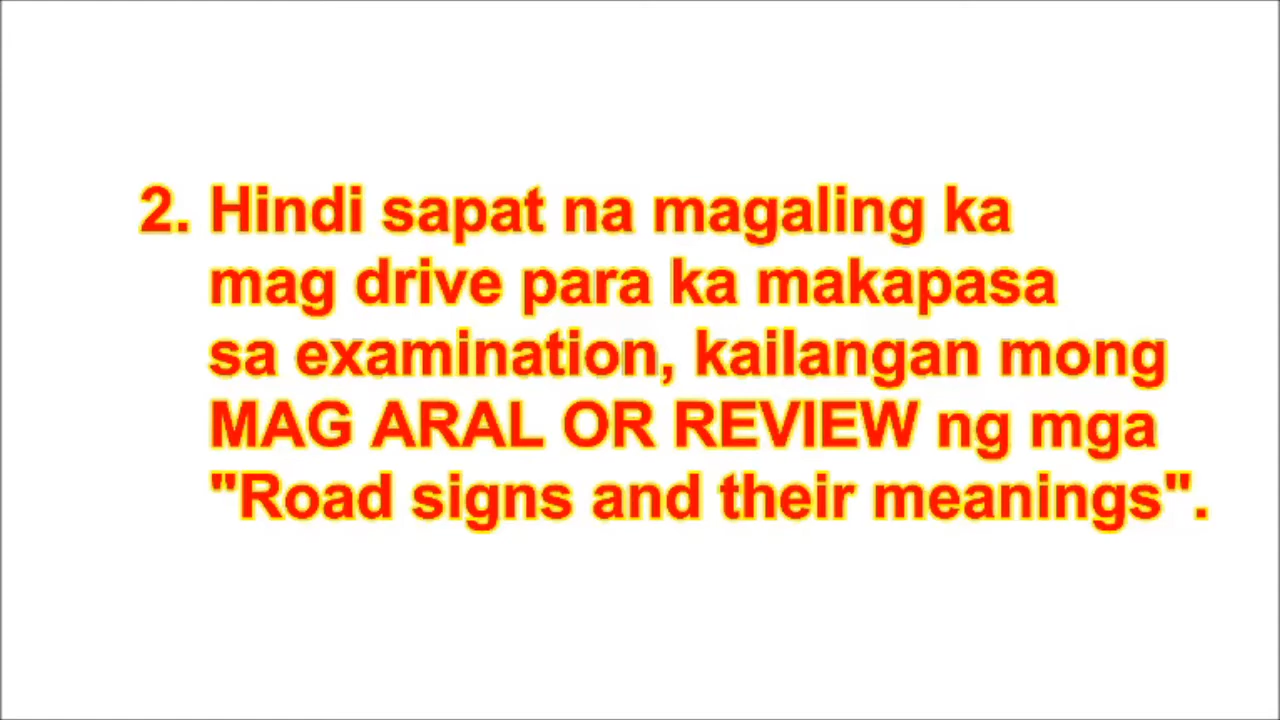 2. Hindi sapat na magaling ka
mag drive para ka makapasa
sa examination, kailangan mong
MAG ARAL OR REVIEW ng mga
"Road signs and their meanings".